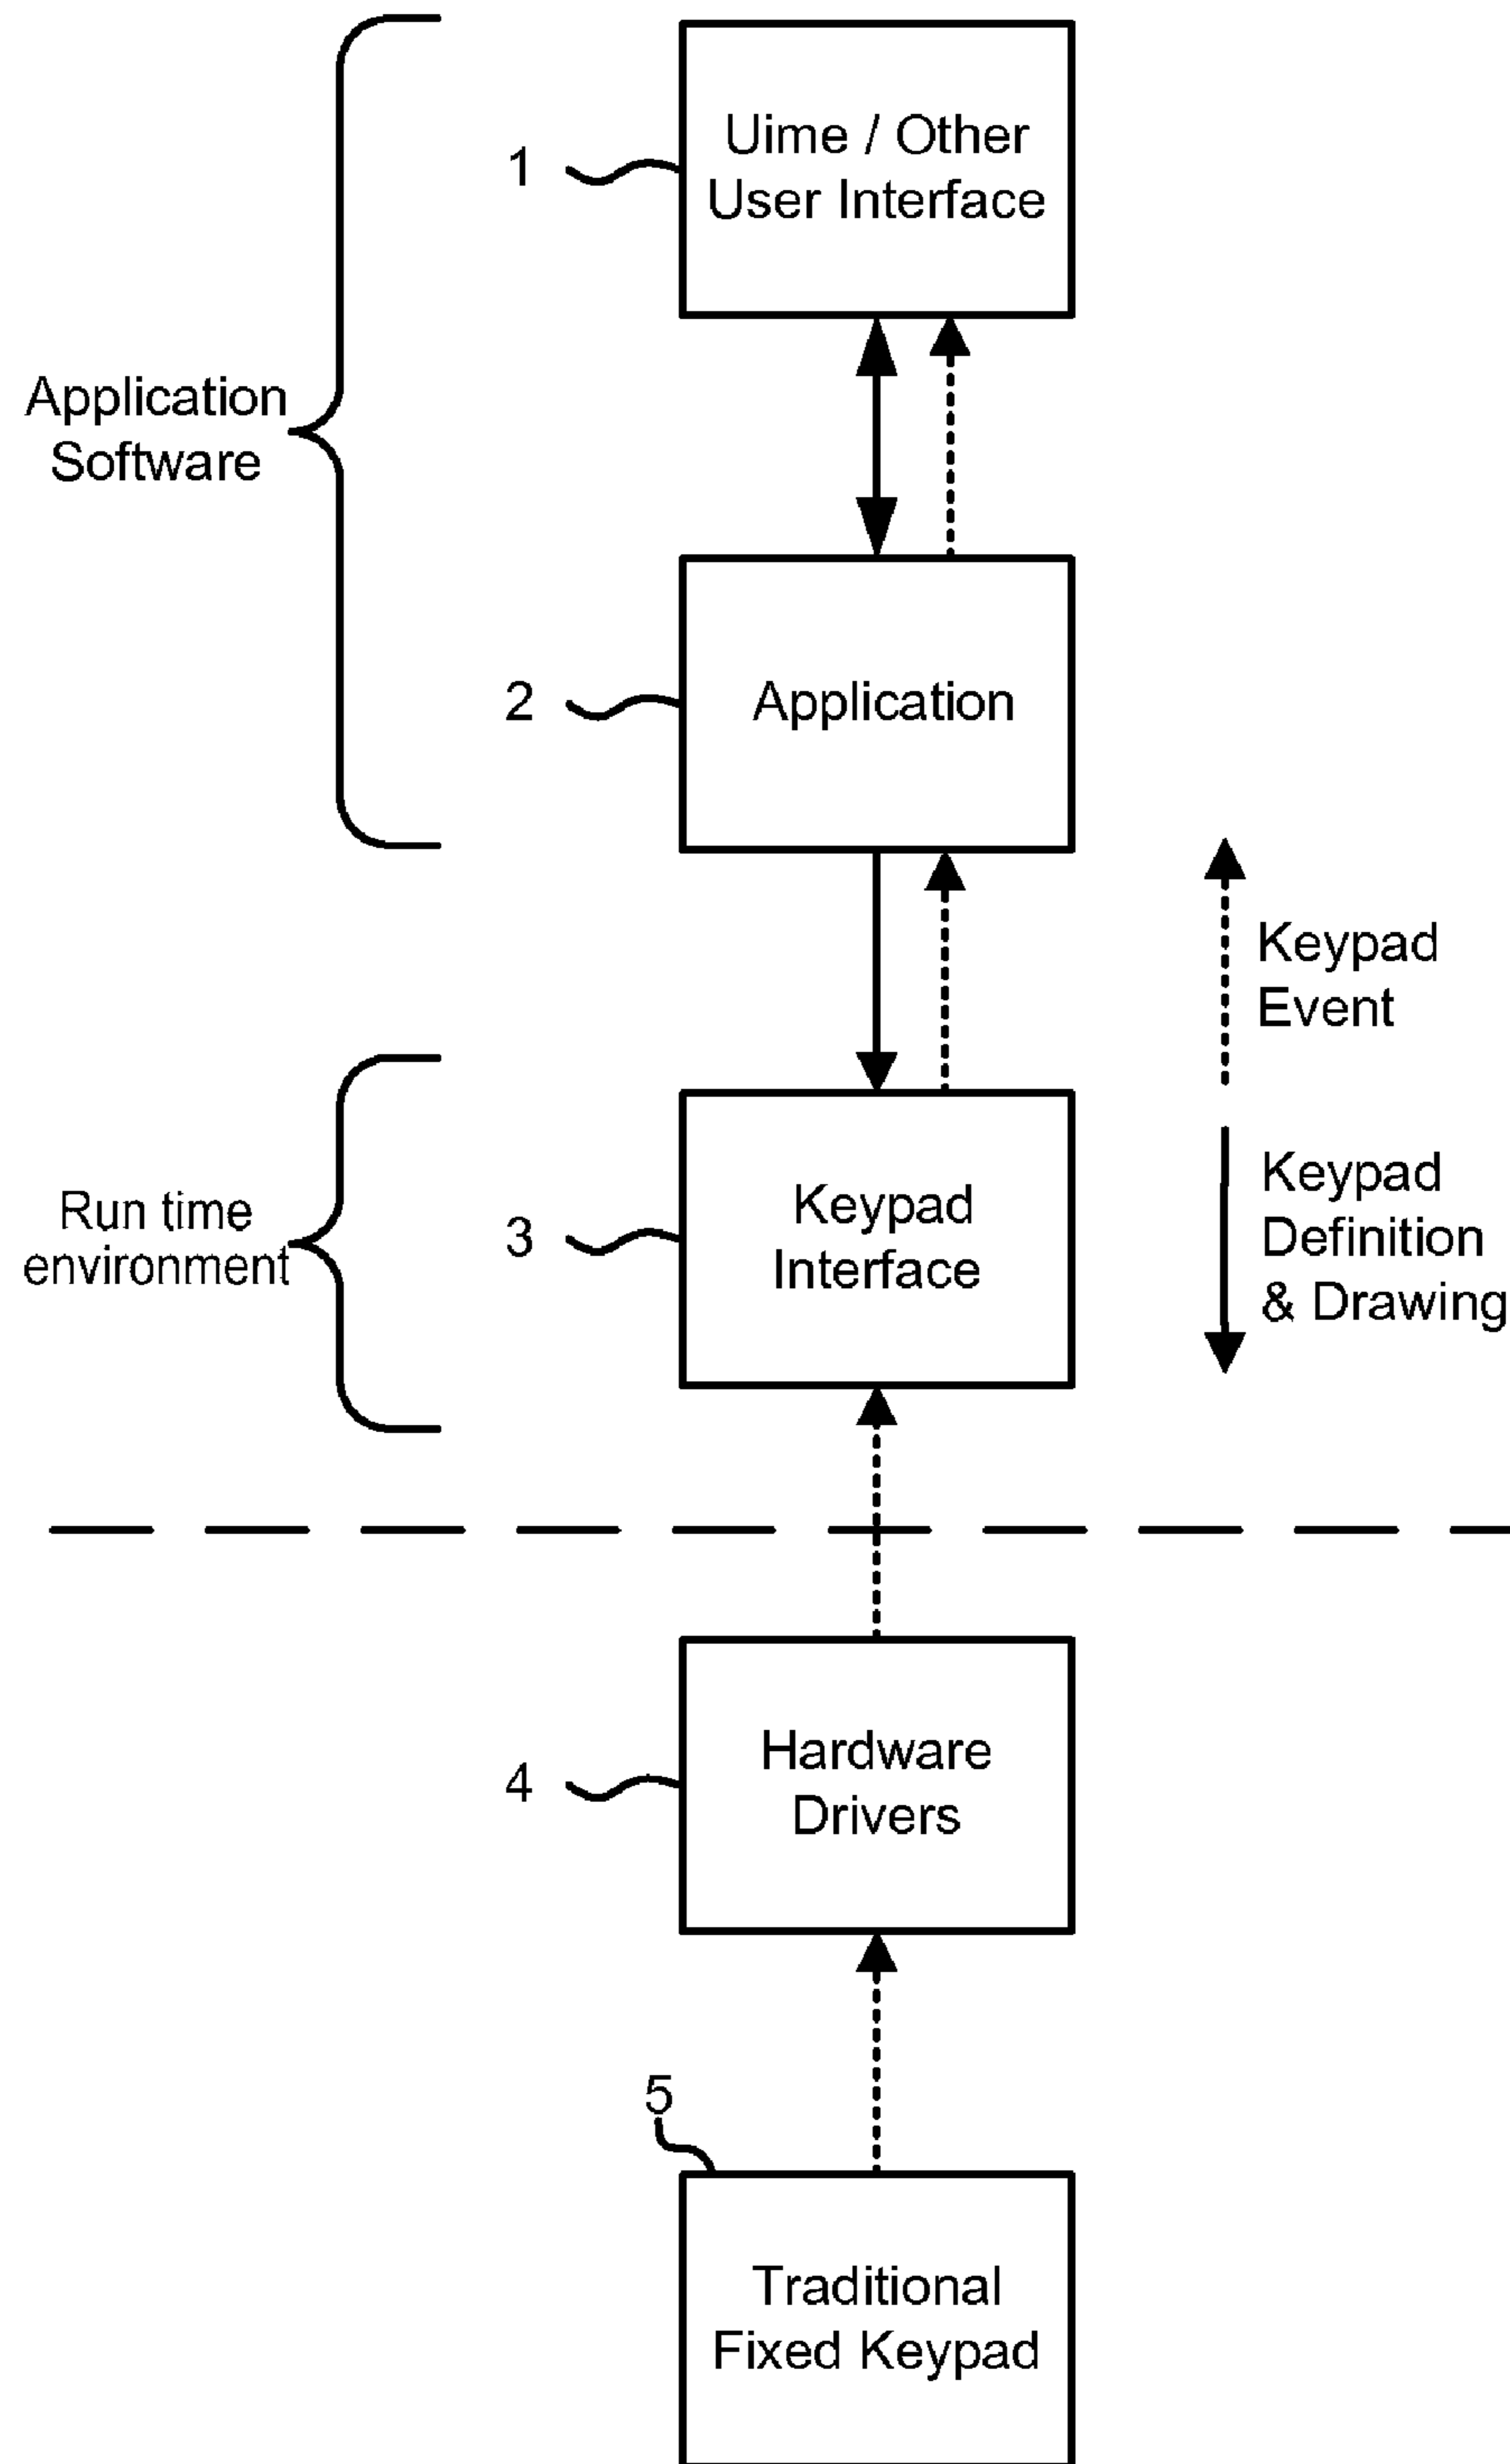 1
Uime / Other
User Interface
Application
Software
2
Application
Keypad
Event
Keypad
Definition
& Drawing
Run time
environment
3
Keypad
Interface
4
Hardware
Drivers
5
Traditional
Fixed Keypad